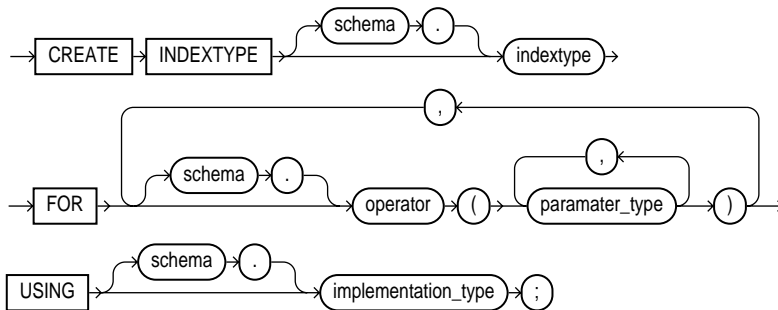 schema .
CREATE INDEXTYPE indextype
,
schema . ,
FOR operator ( paramater_type )
schema .
USING implementation_type ;